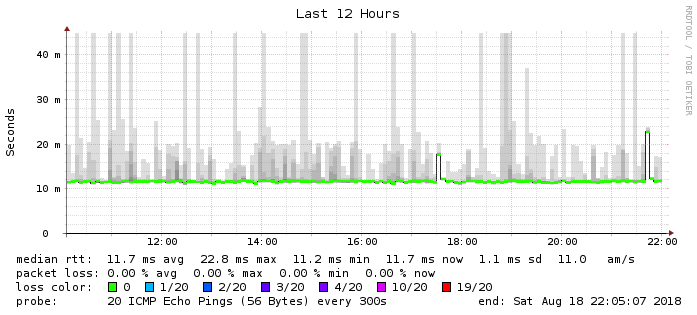 Last 12 Hours
RRDTOOL / TOBI OETIKER
Seconds
40 m
30 m
20 m
10 m
0
12:00 14:00 16:00 18:00 20:00 22:00
median rtt: 11.7 ms avg 22.8 ms max 11.2 ms min 11.7 ms now 1.1 ms sd 11.0 am/s
packet loss: 0.00 % avg 0.00 % max 0.00 % min 0.00 % now
loss color: 0 1/20 2/20 3/20 4/20 10/20 19/20
probe: 20 ICMP Echo Pings (56 Bytes) every 300s end: Sat Aug 18 22:05:07 2018